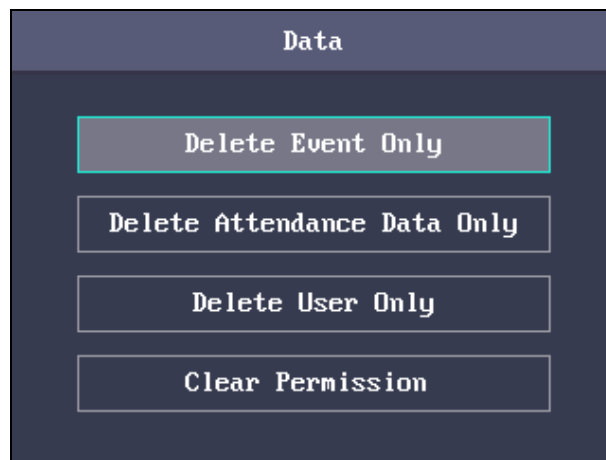 Data
Delete Event Only
Delete Attendance Data Only
Delete User Only
Clear Permission